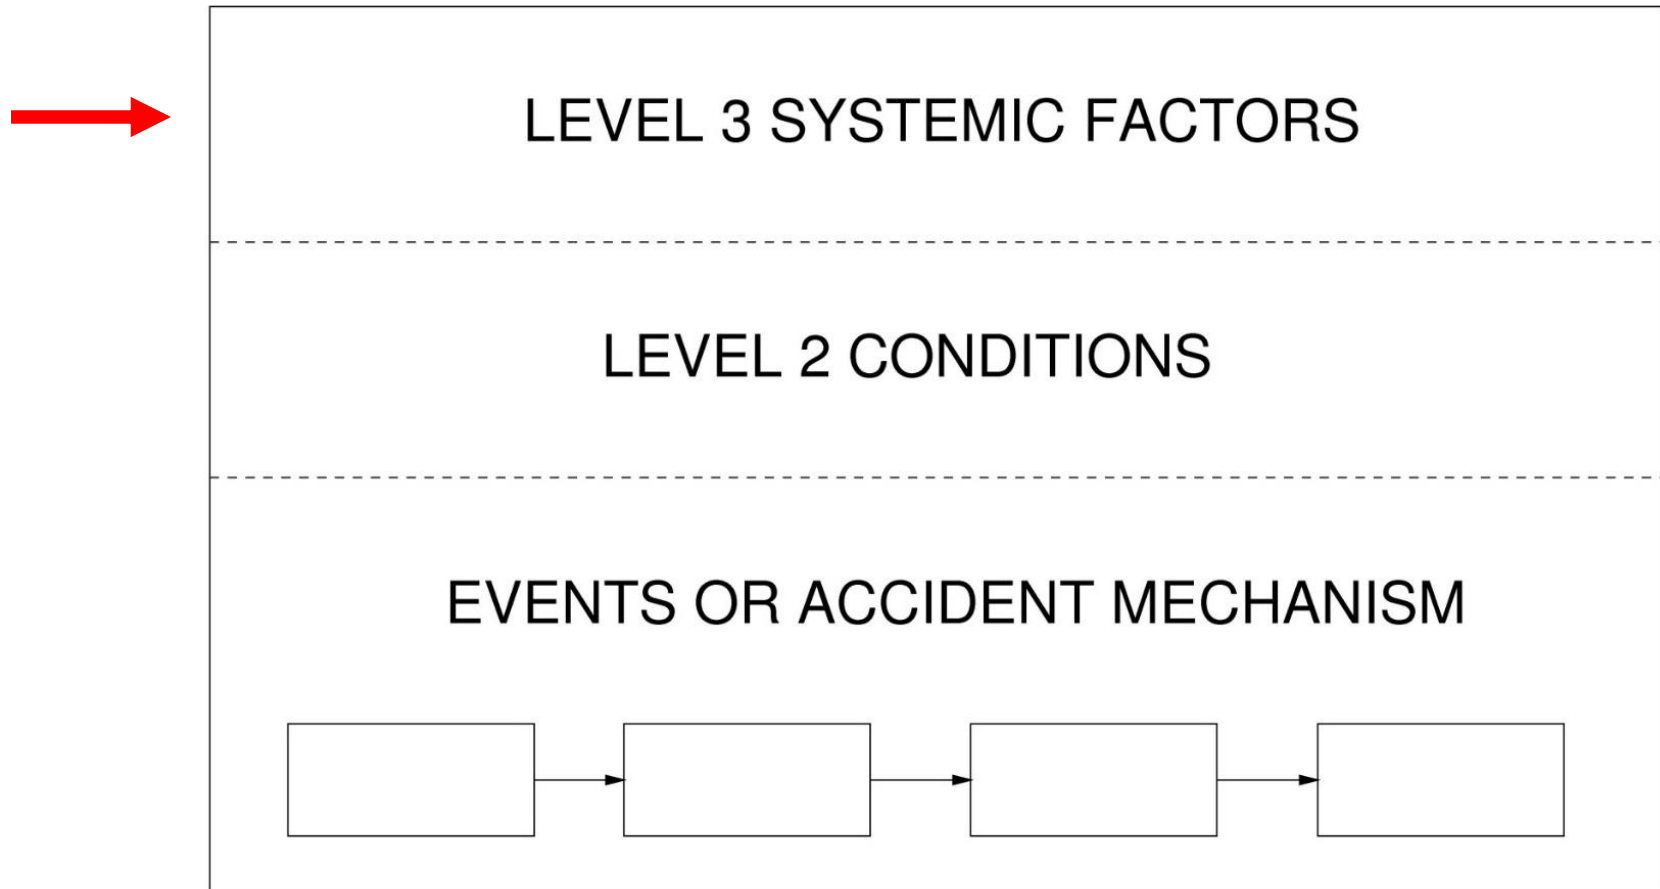 LEVEL 3 SYSTEMIC FACTORS
LEVEL 2 CONDITIONS
EVENTS OR ACCIDENT MECHANISM